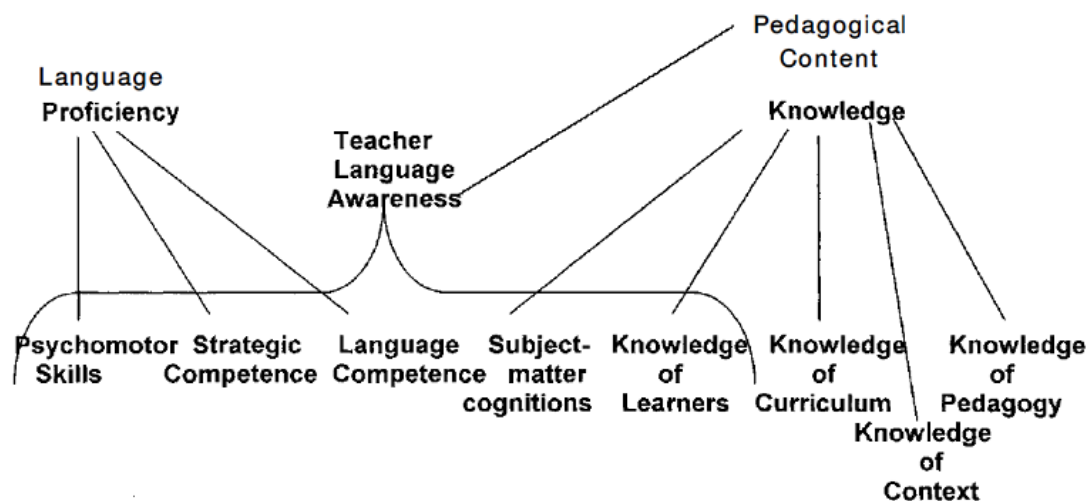 Pedagogical
Content
Knowledge
Language
Proficiency
Teacher
Language
Awareness
Psychomotor
Skills
Strategic
Competence
Language
Competence
Subject-
matter
cognitions
Knowledge
of
Learners
Knowledge
of
Curriculum
Knowledge
of
Context
Knowledge
of
Pedagogy